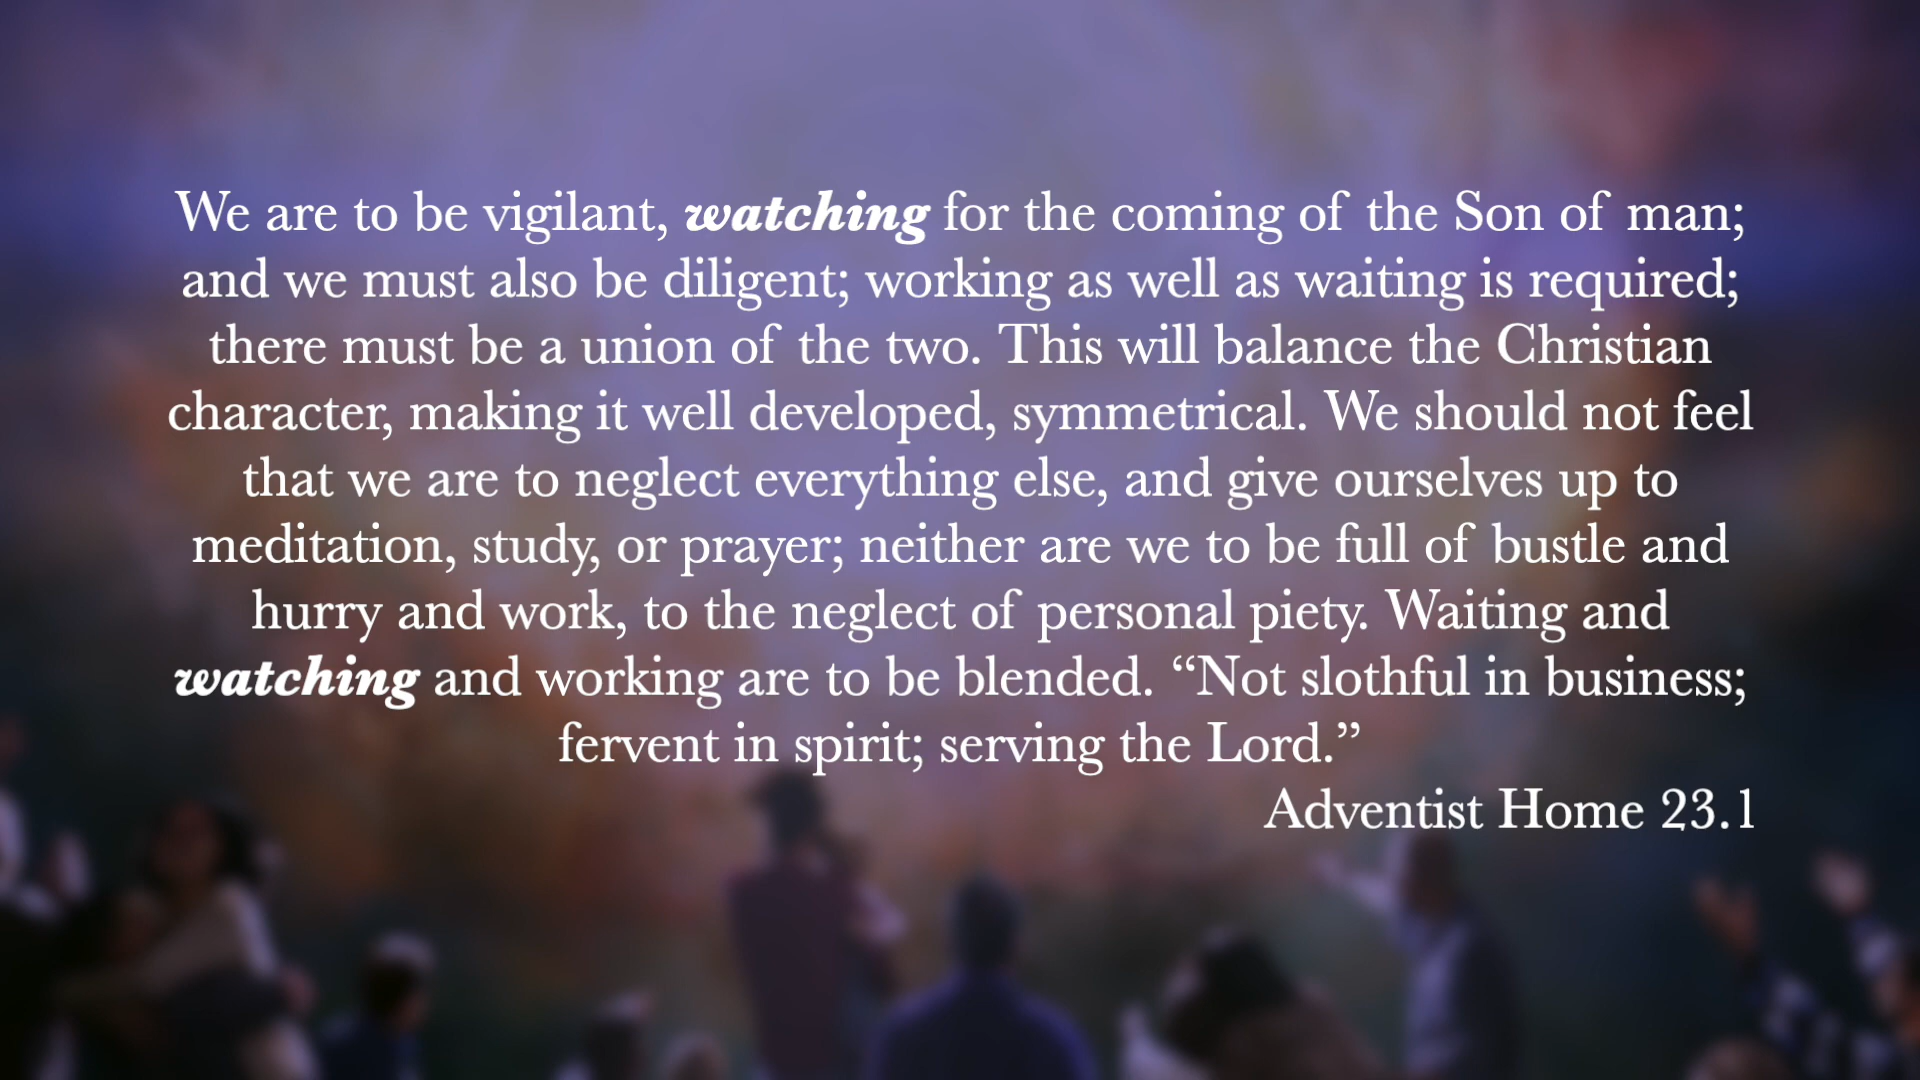 We are to be vigilant, watching for the coming of the Son of man;
and we must also be diligent; working as well as waiting is required;
there must be a union of the two. This will balance the Christian
character, making it well developed, symmetrical. We should not feel
that we are to neglect everything else, and give ourselves up to
meditation, study, or prayer; neither are we to be full of bustle and
hurry and work, to the neglect of personal piety. Waiting and
watching and working are to be blended. “Not slothful in business;
fervent in spirit; serving the Lord.”
Adventist Home 23.1